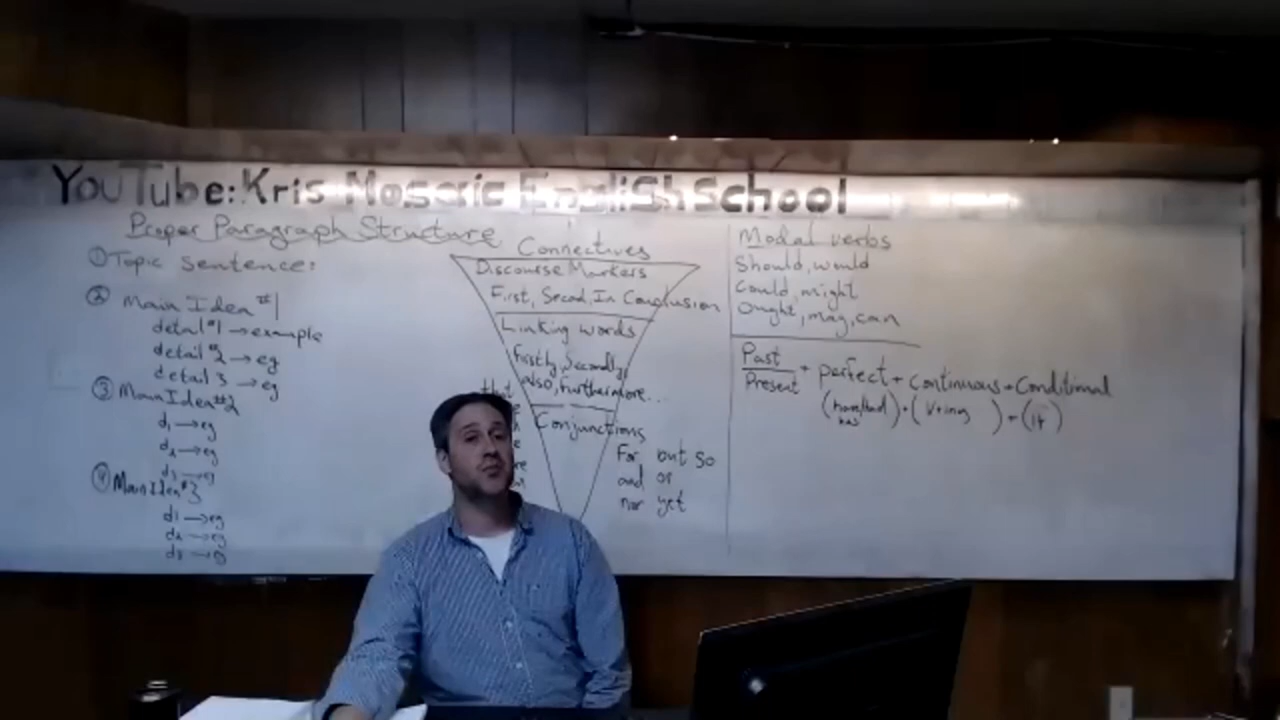 YouTube: Kris Mosaic English School
Proper Paragraph Structure
① Topic sentence:
② Main Idea #1
detail #1 → example
detail #2 → eg
detail 3 → eg
③ Main Idea #2
d1 → eg
d2 → eg
d3 → eg
④ Main Idea #3
d1 → eg
d2 → eg
d3 → eg
Connectives
Discourse Markers
First, Second, In Conclusion
Linking words
Firstly, Secondly,
also, Furthermore...
that
Conjunctions
For but so
and or
nor yet
Modal verbs
Should, would
Could, might
Ought, may, can
Past
Present
+ perfect + continuous + Conditional
(have/had) + (V+ing ) + (if)
has